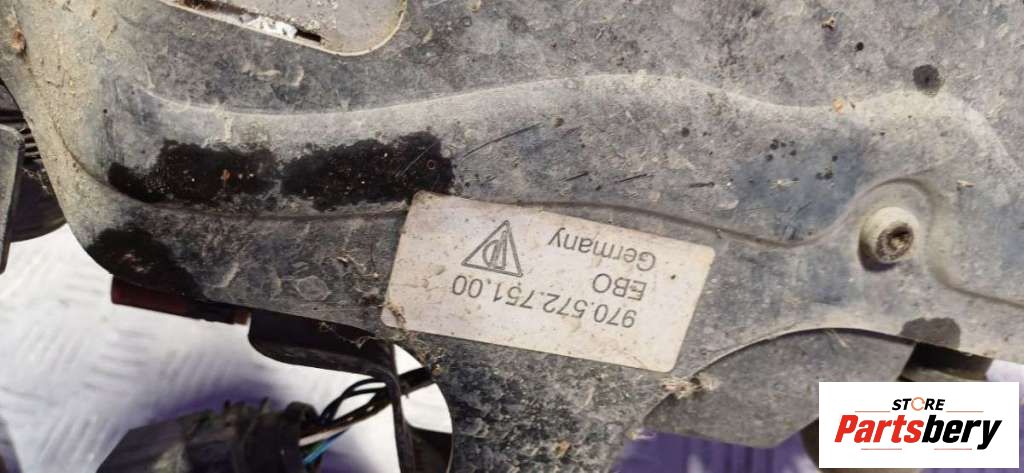 970.572.751.00
EBO
Germany
STORE
Partsbery